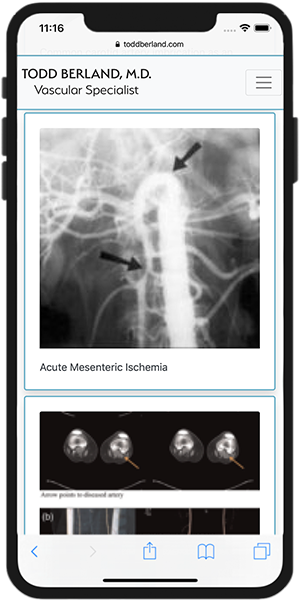 11:16
toddberland.com
TODD BERLAND, M.D.
Vascular Specialist
Acute Mesenteric Ischemia
Arrow points to diseased artery
(b)